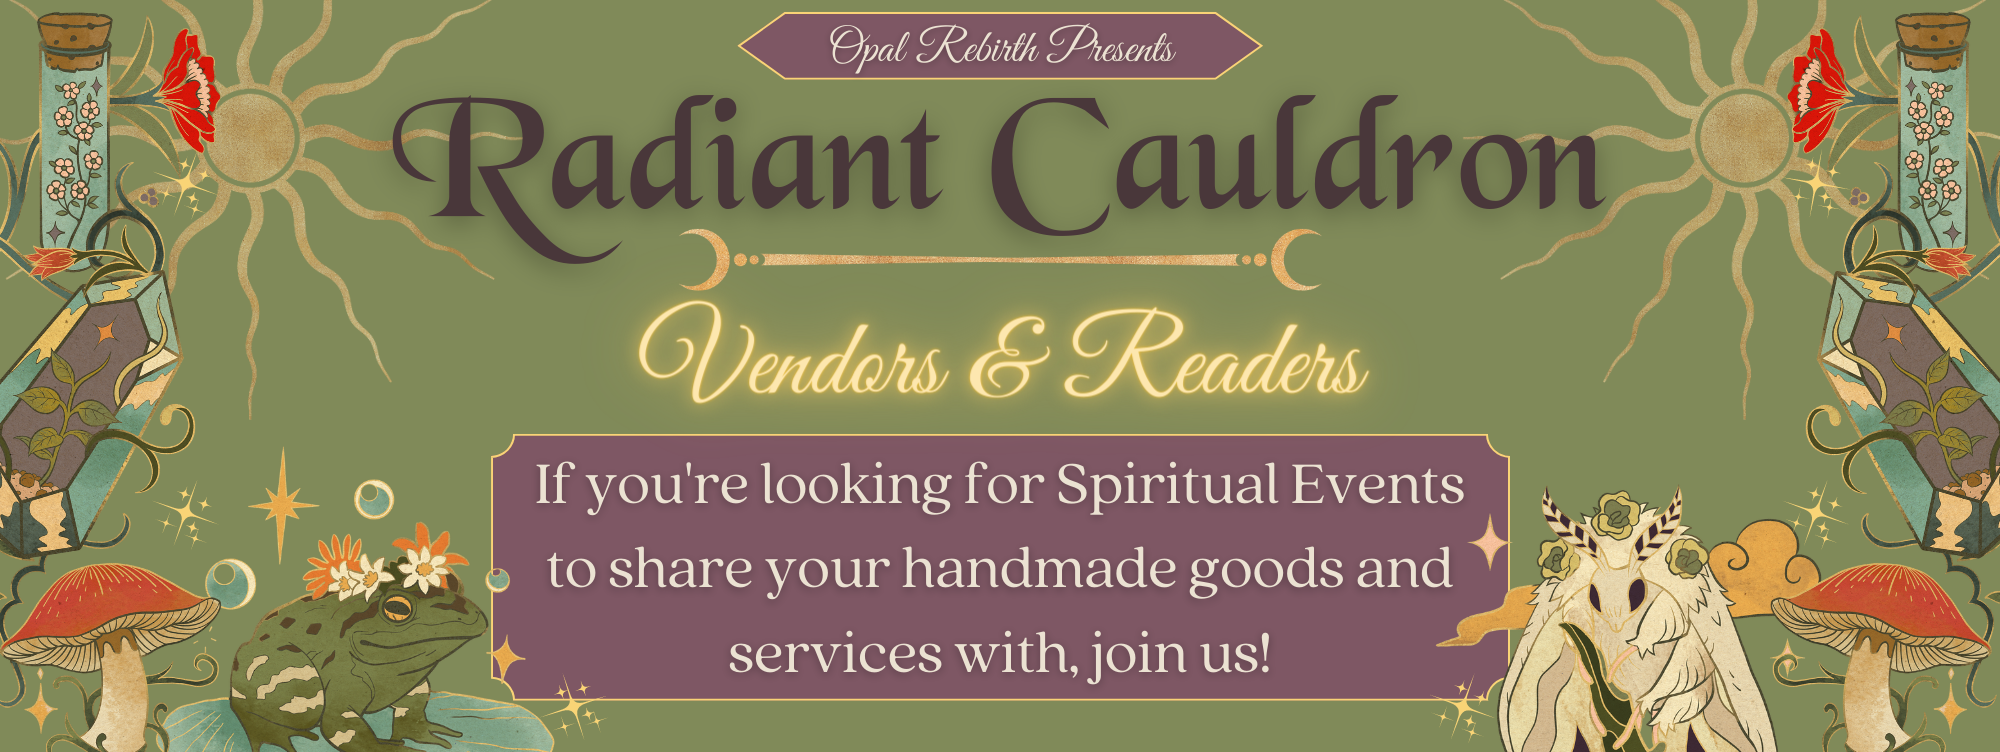 Opal Rebirth Presents
Radiant Cauldron
Vendors & Readers
If you're looking for Spiritual Events
to share your handmade goods and
services with, join us!